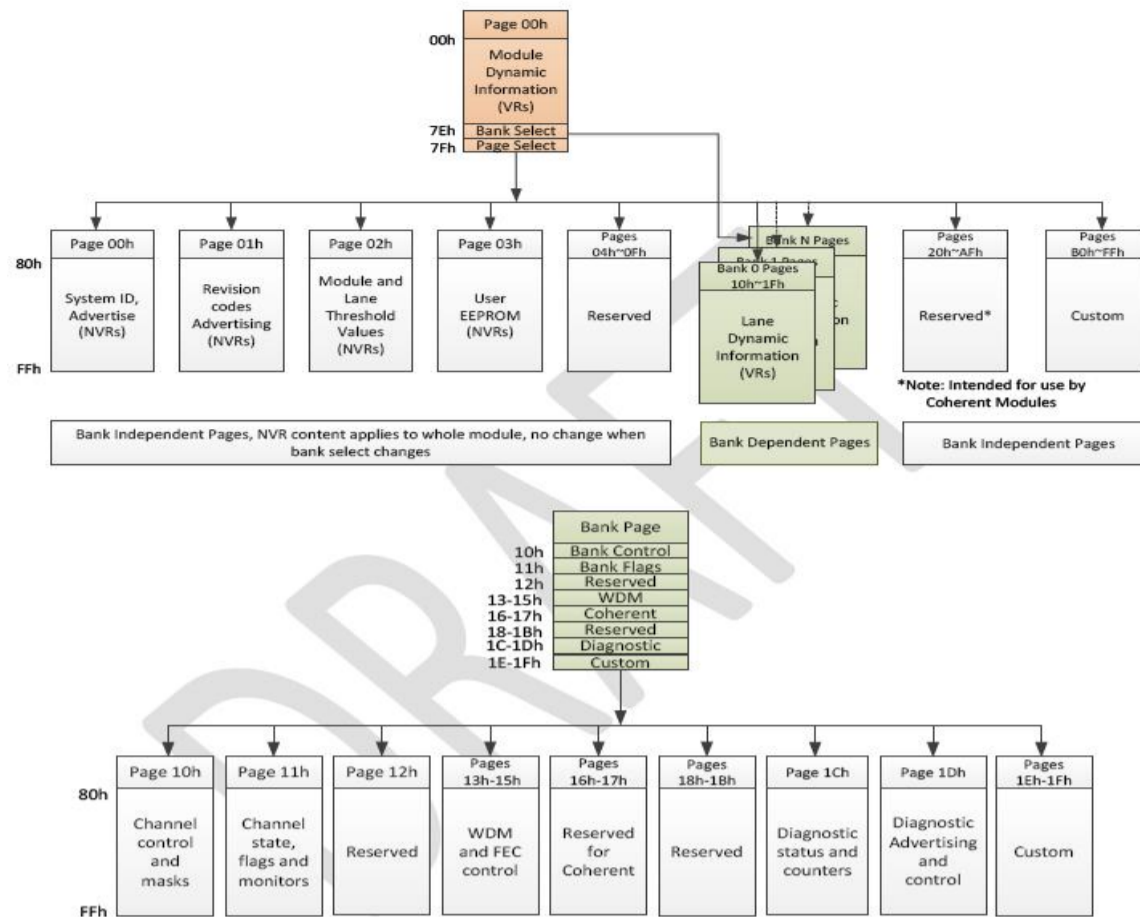 Page 00h
00h
Module
Dynamic
Information
(VRs)
7Eh
Bank Select
7Fh
Page Select
Page 00h
80h
System ID,
Advertise
(NVRs)
FFh
Page 01h
Revision
codes
Advertising
(NVRs)
Page 02h
Module and
Lane
Threshold
Values
(NVRs)
Page 03h
User
EEPROM
(NVRs)
Pages
04h~0Fh
Reserved
Bank N Pages
Bank 1 Pages
Bank 0 Pages
10h~1Fh
Lane
Dynamic
Information
(VRs)
Pages
20h~AFh
Reserved*
Pages
B0h~FFh
Custom
*Note: Intended for use by
Coherent Modules
Bank Independent Pages, NVR content applies to whole module, no change when
bank select changes
Bank Dependent Pages
Bank Independent Pages
Bank Page
10h
Bank Control
11h
Bank Flags
12h
Reserved
13-15h
WDM
16-17h
Coherent
18-1Bh
Reserved
1C-1Dh
Diagnostic
1E-1Fh
Custom
Page 10h
80h
Channel
control
and
masks
FFh
Page 11h
Channel
state,
flags and
monitors
Page 12h
Reserved
Pages
13h-15h
WDM
and FEC
control
Pages
16h-17h
Reserved
for
Coherent
Pages
18h-1Bh
Reserved
Page 1Ch
Diagnostic
status and
counters
Page 1Dh
Diagnostic
Advertising
and
control
Pages
1Eh-1Fh
Custom
DRAFT